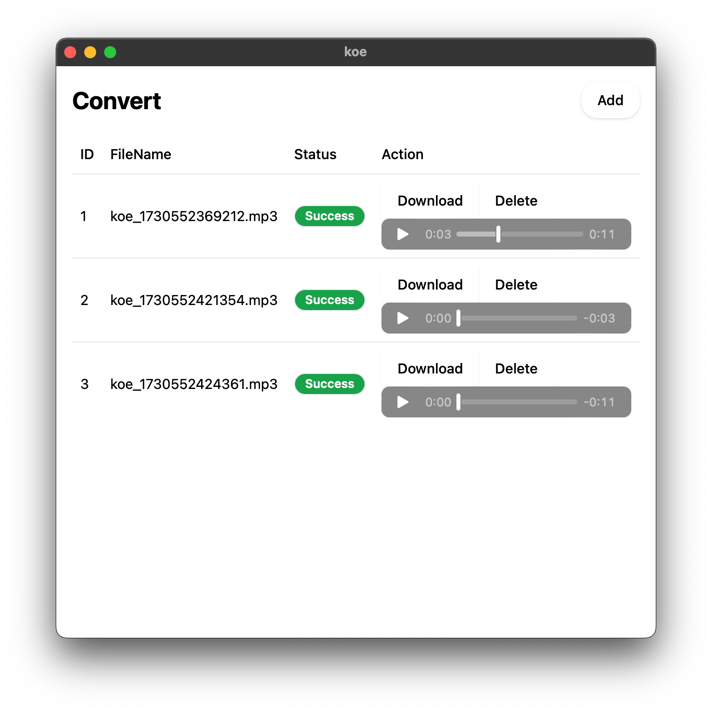 koe
Convert
Add
ID FileName Status Action
Download Delete
1 koe_1730552369212.mp3 Success
0:03 0:11
Download Delete
2 koe_1730552421354.mp3 Success
0:00 -0:03
Download Delete
3 koe_1730552424361.mp3 Success
0:00 -0:11